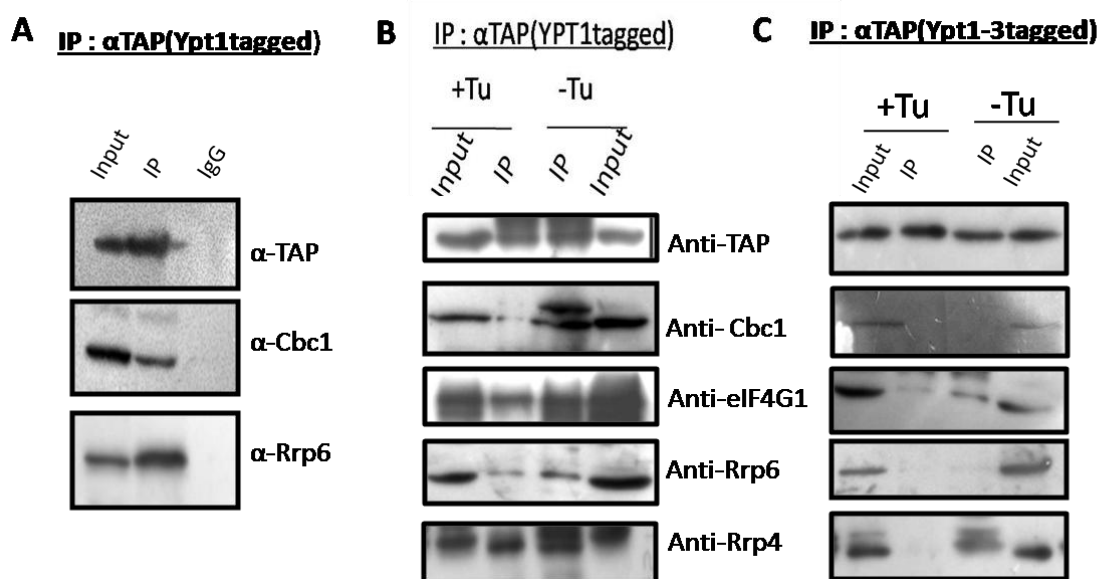 A IP : αTAP(Ypt1tagged)
Input IP IgG
α-TAP
α-Cbc1
α-Rrp6
B IP : αTAP(YPT1tagged)
+Tu -Tu
Input IP IP Input
Anti-TAP
Anti- Cbc1
Anti-eIF4G1
Anti-Rrp6
Anti-Rrp4
C IP : αTAP(Ypt1-3tagged)
+Tu -Tu
Input IP IP Input